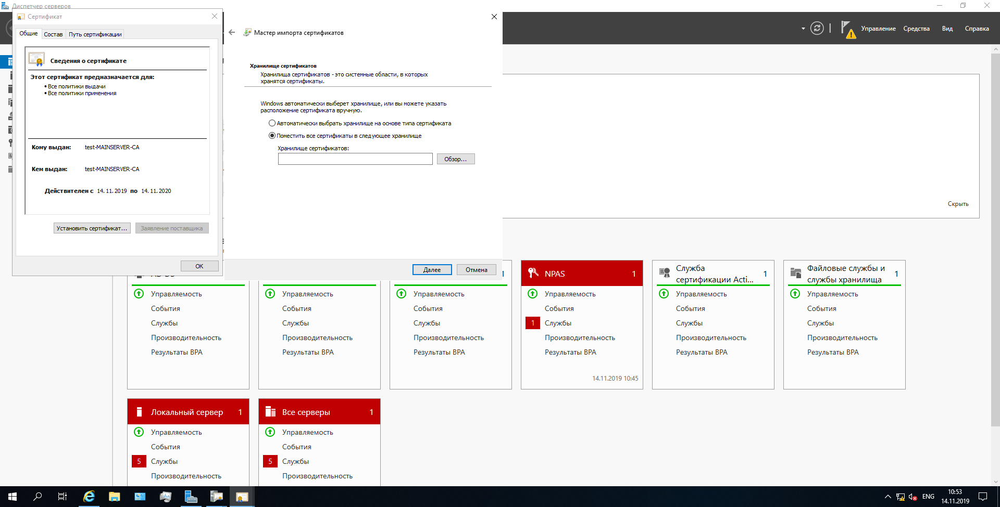 Диспетчер серверов
Управление
Средства
Вид
Справка
Сертификат
Общие
Состав
Путь сертификации
Сведения о сертификате
Этот сертификат предназначается для:
• Все политики выдачи
• Все политики применения
Кому выдан: test-MAINSERVER-CA
Кем выдан: test-MAINSERVER-CA
Действителен с 14. 11. 2019 по 14. 11. 2020
Установить сертификат...
Заявление поставщика
ОК
Мастер импорта сертификатов
Хранилище сертификатов
Хранилища сертификатов - это системные области, в которых
хранятся сертификаты.
Windows автоматически выберет хранилище, или вы можете указать
расположение сертификата вручную.
Автоматически выбрать хранилище на основе типа сертификата
Поместить все сертификаты в следующее хранилище
Хранилище сертификатов:
Обзор...
Далее
Отмена
Скрыть
Управляемость
События
Службы
Производительность
Результаты BPA
Управляемость
События
Службы
Производительность
Результаты BPA
1
Управляемость
События
Службы
Производительность
Результаты BPA
NPAS 1
Управляемость
События
1 Службы
Производительность
Результаты BPA
14.11.2019 10:45
Служба
сертификации Acti... 1
Управляемость
События
Службы
Производительность
Результаты BPA
Файловые службы и
службы хранилища 1
Управляемость
События
Службы
Производительность
Результаты BPA
Локальный сервер 1
Управляемость
События
5 Службы
Производительность
Все серверы 1
Управляемость
События
5 Службы
Производительность
ENG
10:53
14.11.2019